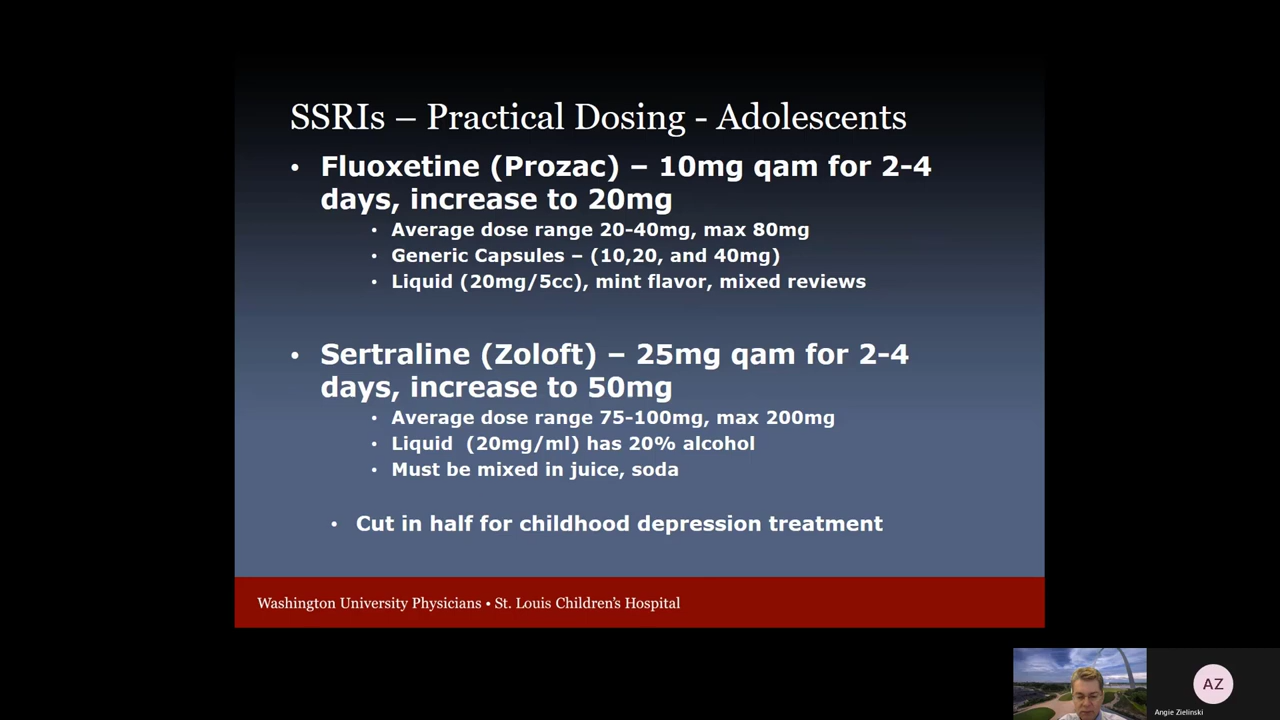 SSRIs – Practical Dosing - Adolescents
• Fluoxetine (Prozac) – 10mg qam for 2-4
days, increase to 20mg
• Average dose range 20-40mg, max 80mg
• Generic Capsules – (10,20, and 40mg)
• Liquid (20mg/5cc), mint flavor, mixed reviews
• Sertraline (Zoloft) – 25mg qam for 2-4
days, increase to 50mg
• Average dose range 75-100mg, max 200mg
• Liquid  (20mg/ml) has 20% alcohol
• Must be mixed in juice, soda
• Cut in half for childhood depression treatment
Washington University Physicians • St. Louis Children's Hospital
AZ
Angie Zielinski